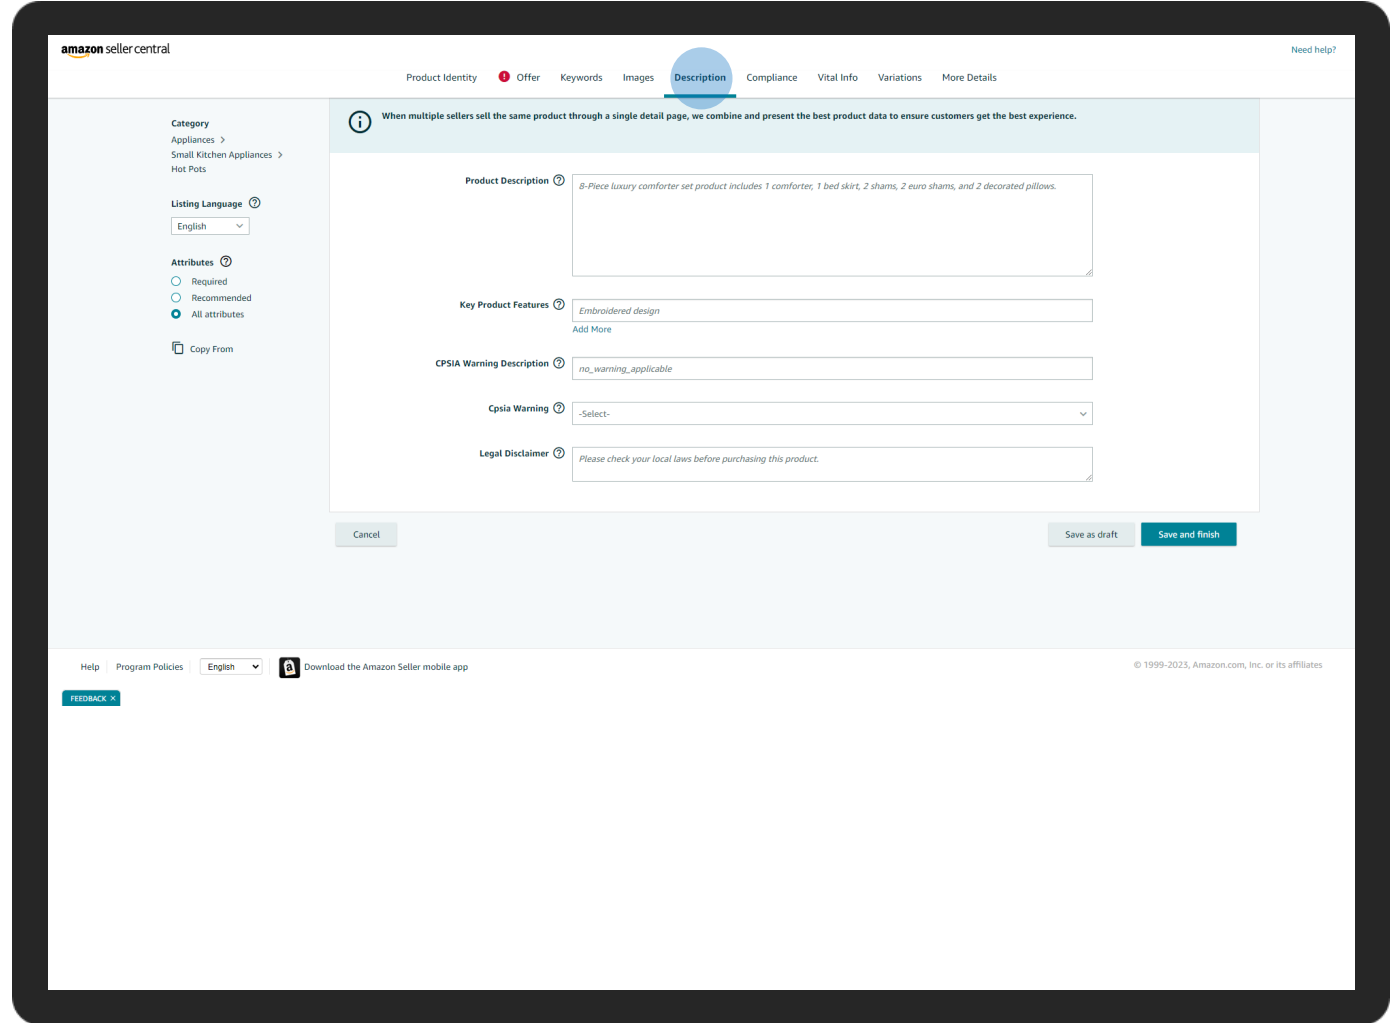 amazon seller central
Need help?
Product Identity ! Offer Keywords Images Description Compliance Vital Info Variations More Details
When multiple sellers sell the same product through a single detail page, we combine and present the best product data to ensure customers get the best experience.
Category
Appliances >
Small Kitchen Appliances >
Hot Pots
Listing Language ?
English
Attributes ?
Required
Recommended
All attributes
Copy From
Product Description ? 8-Piece luxury comforter set product includes 1 comforter, 1 bed skirt, 2 shams, 2 euro shams, and 2 decorated pillows.
Key Product Features ? Embroidered design
Add More
CPSIA Warning Description ? no_warning_applicable
Cpsia Warning ? -Select-
Legal Disclaimer ? Please check your local laws before purchasing this product.
Cancel Save as draft Save and finish
Help Program Policies English a Download the Amazon Seller mobile app © 1999-2023, Amazon.com, Inc. or its affiliates
FEEDBACK ×